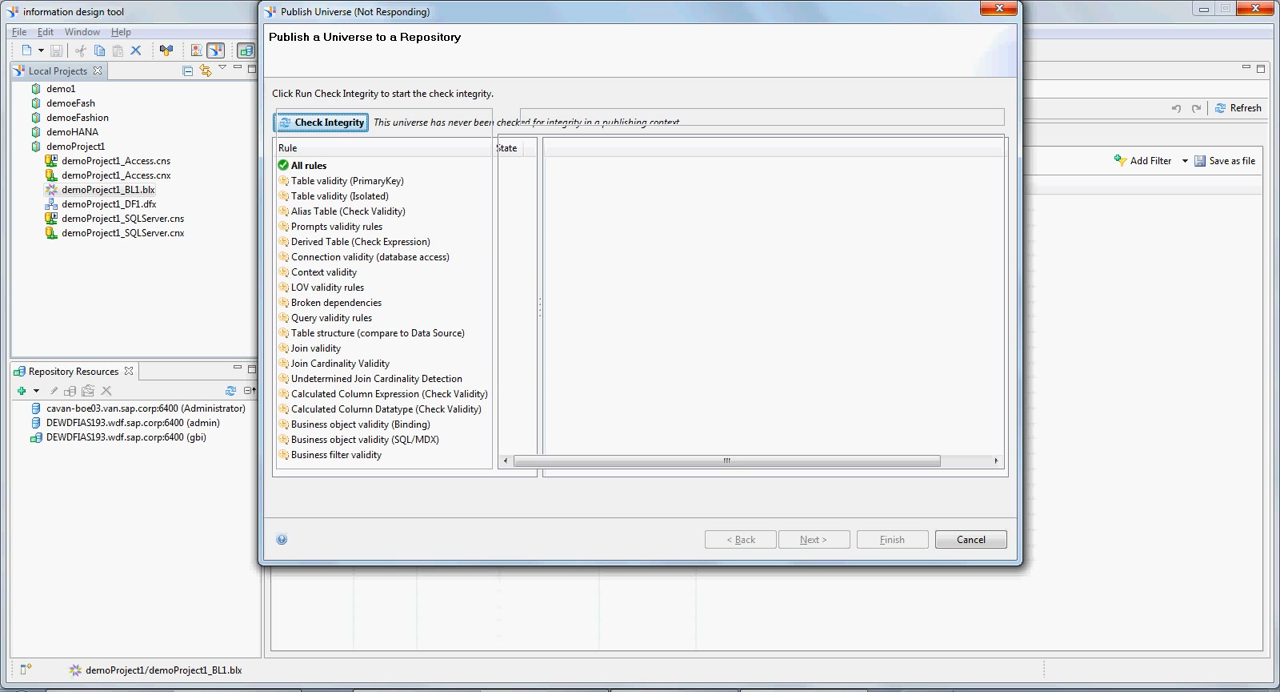 information design tool
File Edit Window Help
Local Projects
demo1
demoeFash
demoeFashion
demoHANA
demoProject1
demoProject1_Access.cns
demoProject1_Access.cnx
demoProject1_BL1.blx
demoProject1_DF1.dfx
demoProject1_SQLServer.cns
demoProject1_SQLServer.cnx
Repository Resources
cavan-boe03.van.sap.corp:6400 (Administrator)
DEWDFIAS193.wdf.sap.corp:6400 (admin)
DEWDFIAS193.wdf.sap.corp:6400 (gbi)
Publish Universe (Not Responding)
Publish a Universe to a Repository
Click Run Check Integrity to start the check integrity.
Check Integrity This universe has never been checked for integrity in a publishing context
Rule State
All rules
Table validity (PrimaryKey)
Table validity (Isolated)
Alias Table (Check Validity)
Prompts validity rules
Derived Table (Check Expression)
Connection validity (database access)
Context validity
LOV validity rules
Broken dependencies
Query validity rules
Table structure (compare to Data Source)
Join validity
Join Cardinality Validity
Undetermined Join Cardinality Detection
Calculated Column Expression (Check Validity)
Calculated Column Datatype (Check Validity)
Business object validity (Binding)
Business object validity (SQL/MDX)
Business filter validity
< Back Next > Finish Cancel
Refresh
Add Filter Save as file
demoProject1/demoProject1_BL1.blx